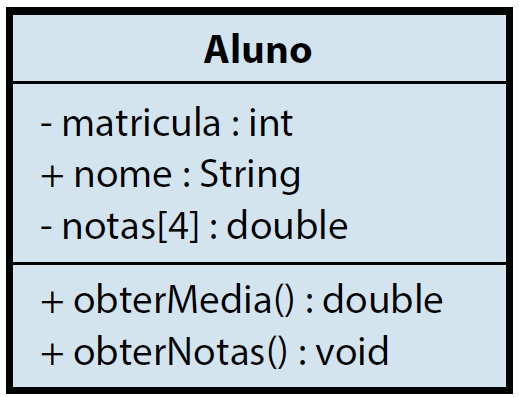 Aluno
- matricula : int
+ nome : String
- notas[4] : double
+ obterMedia() : double
+ obterNotas() : void